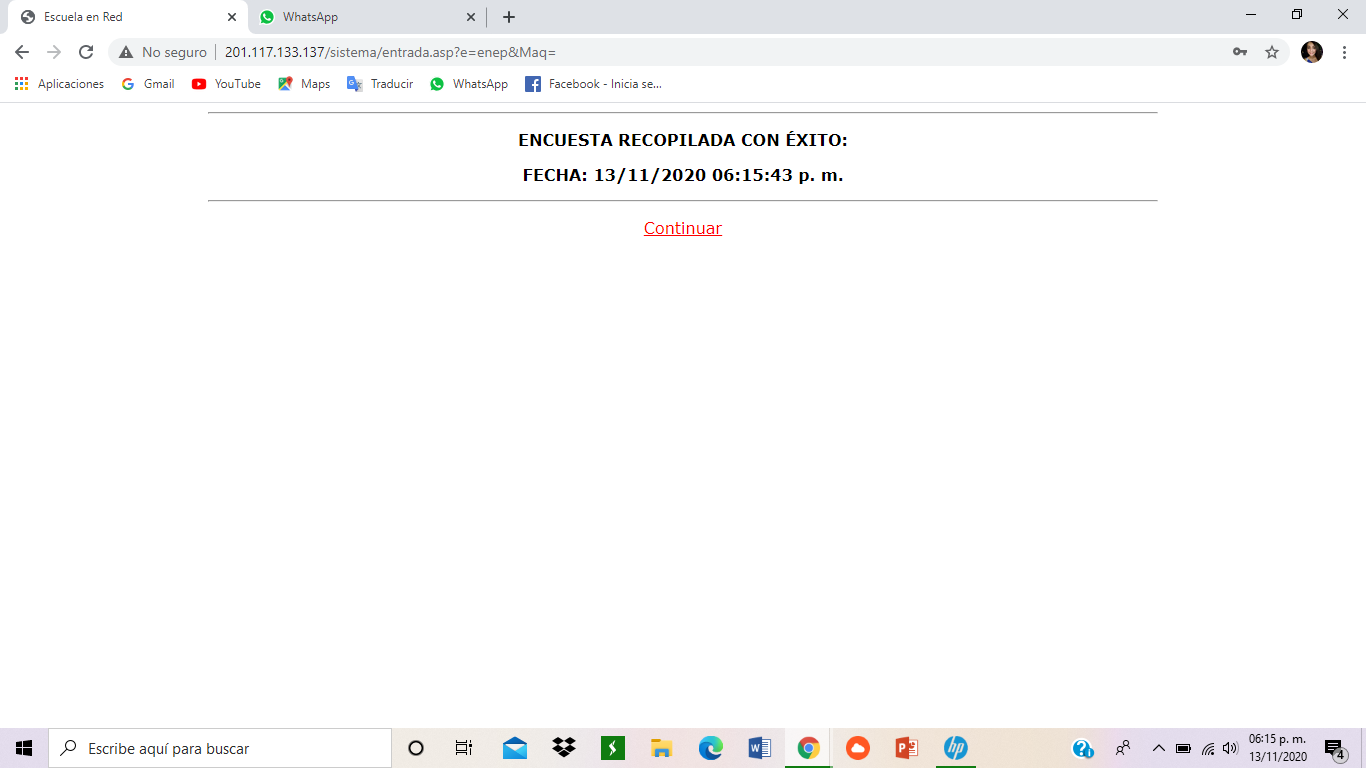 Escuela en Red
WhatsApp
No seguro
201.117.133.137/sistema/entrada.asp?e=enep&Maq=
Aplicaciones
Gmail
YouTube
Maps
Traducir
WhatsApp
Facebook - Inicia se...
ENCUESTA RECOPILADA CON ÉXITO:
FECHA: 13/11/2020 06:15:43 p. m.
Continuar
Escribe aquí para buscar
06:15 p. m.
13/11/2020
4